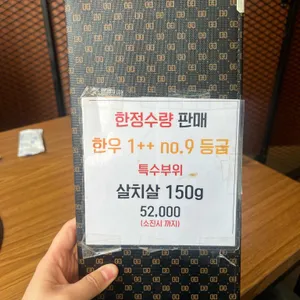 한정수량 판매
한우 1++ no.9 등급
특수부위
살치살 150g
52,000
(소진시 까지)